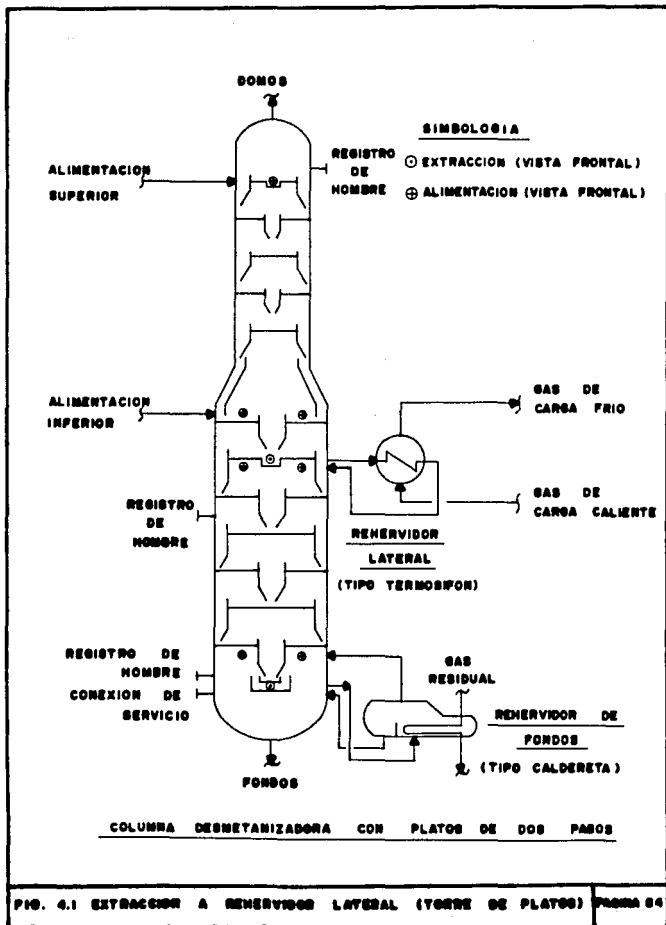 DOMOS
SIMBOLOGIA
EXTRACCION (VISTA FRONTAL)
ALIMENTACION (VISTA FRONTAL)
REGISTRO
DE
HOMBRE
ALIMENTACION
SUPERIOR
ALIMENTACION
INFERIOR
GAS DE
CARGA FRIO
GAS DE
CARGA CALIENTE
REGISTRO
DE
HOMBRE
REHERVIDOR
LATERAL
(TIPO TERMOSIFON)
REGISTRO DE
HOMBRE
CONEXION DE
SERVICIO
GAS
RESIDUAL
REHERVIDOR DE
FONDOS
(TIPO CALDERETA)
FONDOS
COLUMNA DESMETANIZADORA CON PLATOS DE DOS PASOS
FIG. 4.1 EXTRACCION A REHERVIDOR LATERAL (TORRE DE PLATOS)
PAGINA 64